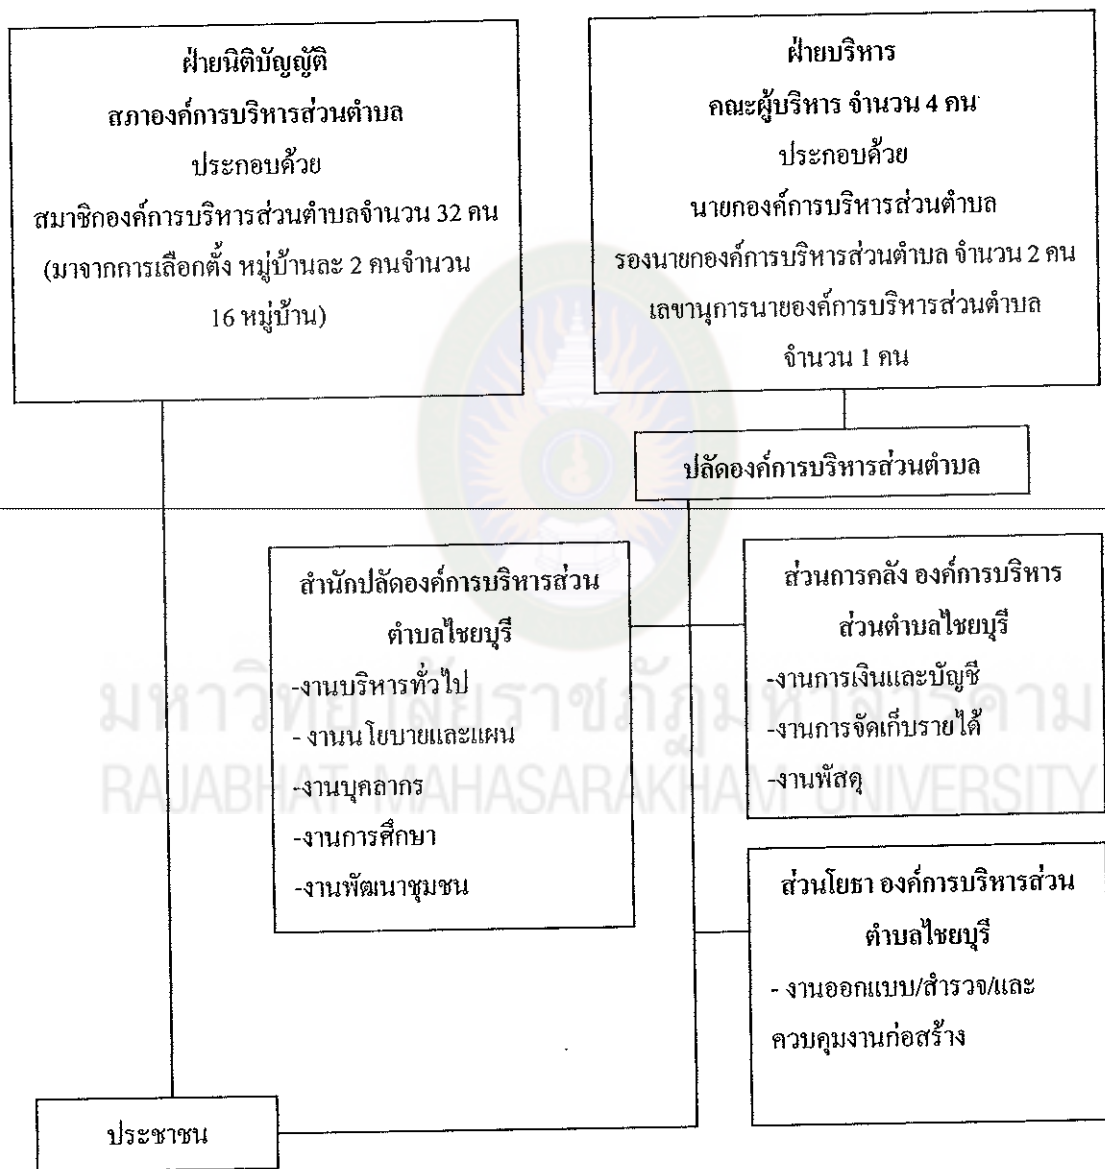 ฝ่ายนิติบัญญัติ
สภาองค์การบริหารส่วนตำบล
ประกอบด้วย
สมาชิกองค์การบริหารส่วนตำบลจำนวน 32 คน
(มาจากการเลือกตั้ง หมู่บ้านละ 2 คนจำนวน
16 หมู่บ้าน)
ฝ่ายบริหาร
คณะผู้บริหาร จำนวน 4 คน
ประกอบด้วย
นายกองค์การบริหารส่วนตำบล
รองนายกองค์การบริหารส่วนตำบล จำนวน 2 คน
เลขานุการนายองค์การบริหารส่วนตำบล
จำนวน 1 คน
ปลัดองค์การบริหารส่วนตำบล
สำนักปลัดองค์การบริหารส่วน
ตำบลไชยบุรี
-งานบริหารทั่วไป
- งานนโยบายและแผน
-งานบุคลากร
-งานการศึกษา
-งานพัฒนาชุมชน
ส่วนการคลัง องค์การบริหาร
ส่วนตำบลไชยบุรี
-งานการเงินและบัญชี
-งานการจัดเก็บรายได้
-งานพัสดุ
ส่วนโยธา องค์การบริหารส่วน
ตำบลไชยบุรี
- งานออกแบบ/สำรวจ/และ
ควบคุมงานก่อสร้าง
ประชาชน
มหาวิทยาลัยราชภัฏมหาสารคาม
RAJABHAT MAHASARAKHAM UNIVERSITY